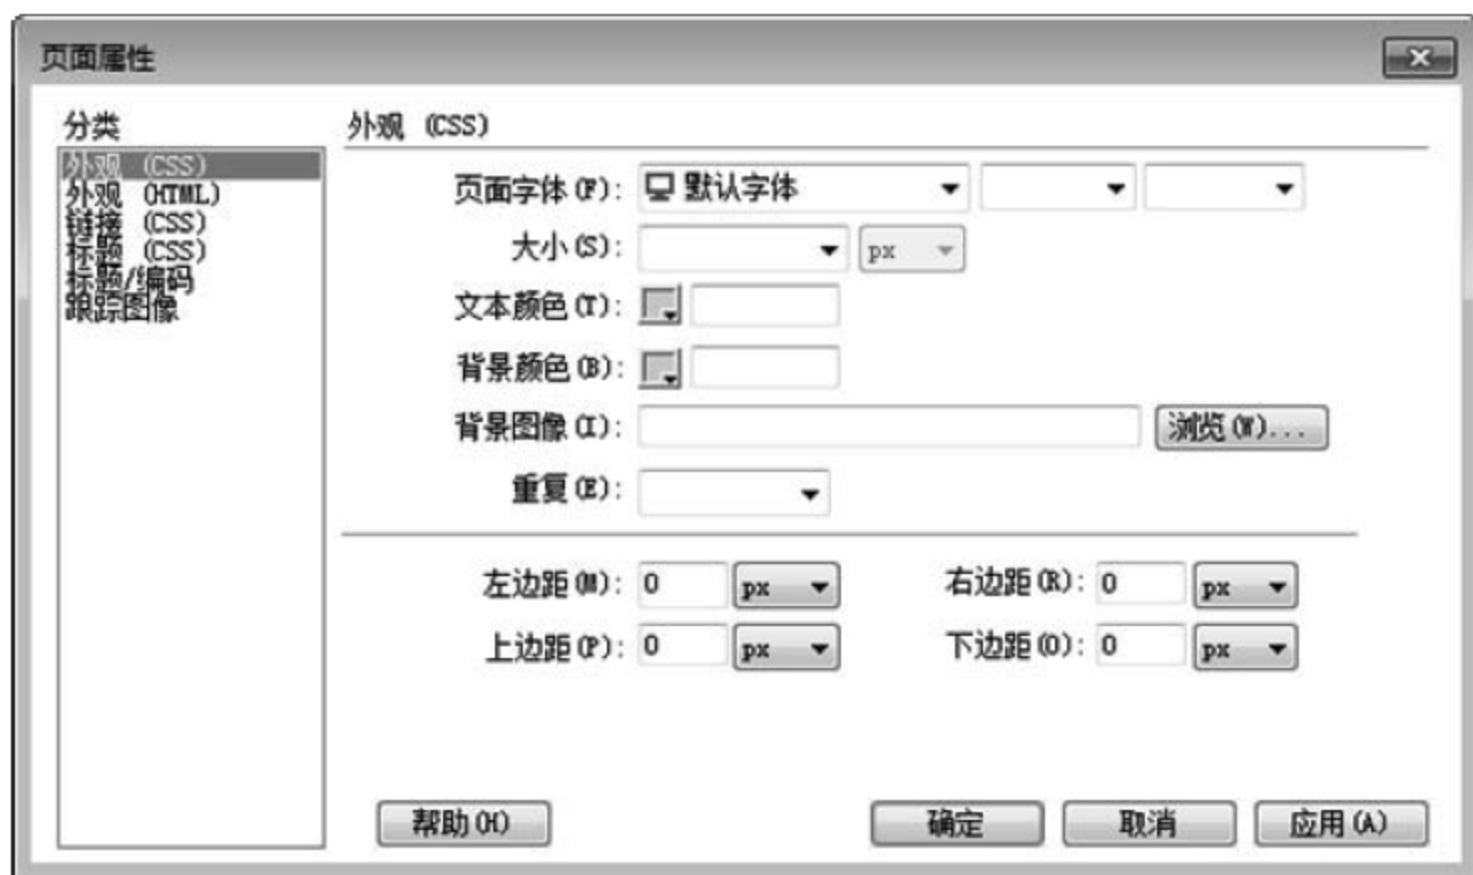 页面属性
分类
外观 (CSS)
外观 (HTML)
链接 (CSS)
标题 (CSS)
标题/编码
跟踪图像
外观 (CSS)
页面字体(F): 默认字体
大小(S): px
文本颜色(T):
背景颜色(B):
背景图像(I): 浏览(W)...
重复(E):
左边距(M): 0 px 右边距(R): 0 px
上边距(P): 0 px 下边距(O): 0 px
帮助(H) 确定 取消 应用(A)